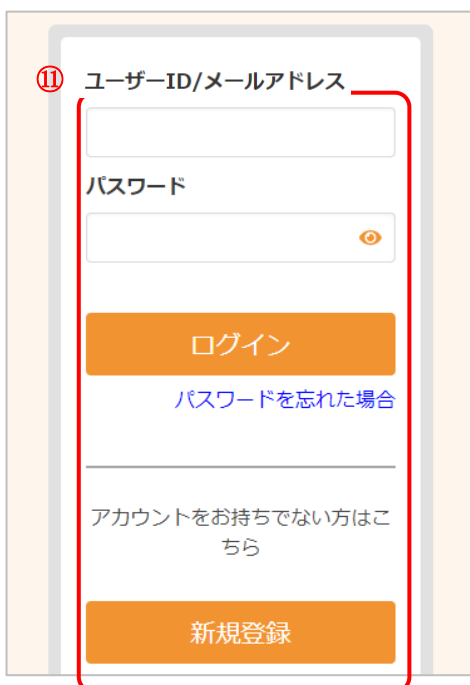 ⑪
ユーザーID/メールアドレス
パスワード
ログイン
パスワードを忘れた場合
アカウントをお持ちでない方はこ
ちら
新規登録